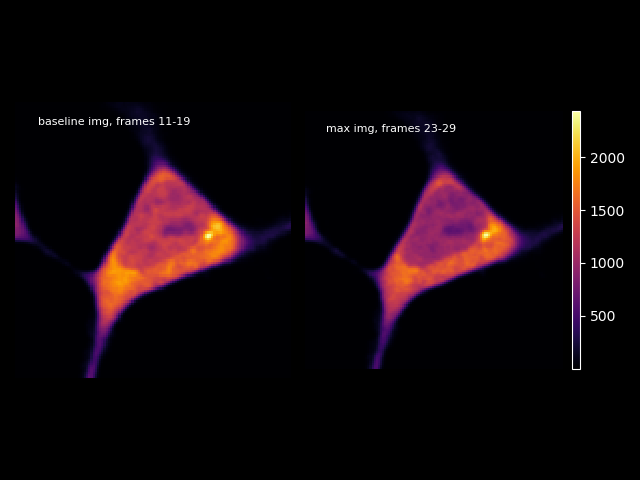 baseline img, frames 11-19
max img, frames 23-29
2000
1500
1000
500